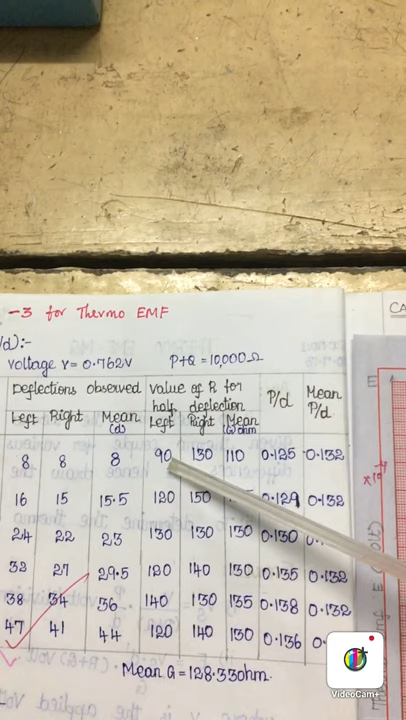 -3 for Thermo EMF
/d):-
voltage V = 0.762V P+Q = 10,000Ω
Deflections observed Value of R for half deflection P/d Mean P/d
Left Right Mean (d) Left Right Mean (G) ohm
8 8 8 90 130 110 0.125 0.132
16 15 15.5 120 150 0.129 0.132
24 22 23 130 130 130 0.130
32 27 29.5 120 140 130 0.135 0.132
38 34 36 140 130 135 0.138 0.132
47 41 44 120 140 130 0.136
Mean G = 128.33ohm.
CA
E
VideoCam+